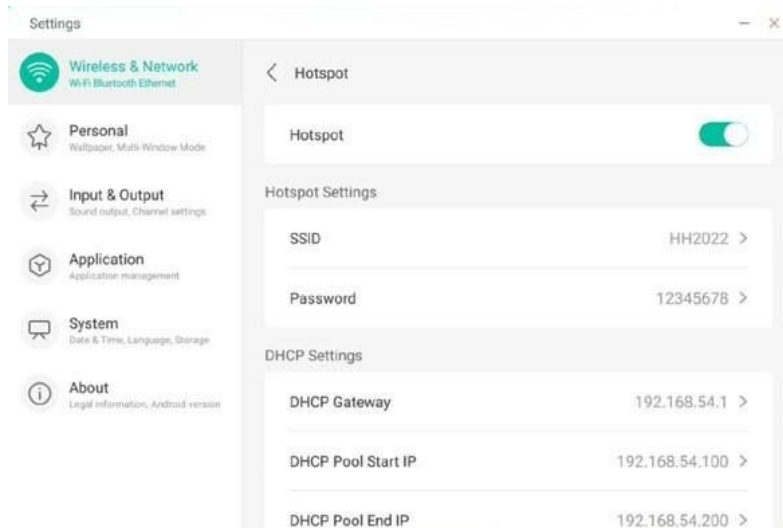 Settings
Wireless & Network
Wi-Fi Bluetooth Ethernet
Personal
Wallpaper, Multi-Window Mode
Input & Output
Sound output, Channel settings
Application
Application management
System
Date & Time, Language, Storage
About
Legal information, Android version
Hotspot
Hotspot
Hotspot Settings
SSID HH2022
Password 12345678
DHCP Settings
DHCP Gateway 192.168.54.1
DHCP Pool Start IP 192.168.54.100
DHCP Pool End IP 192.168.54.200